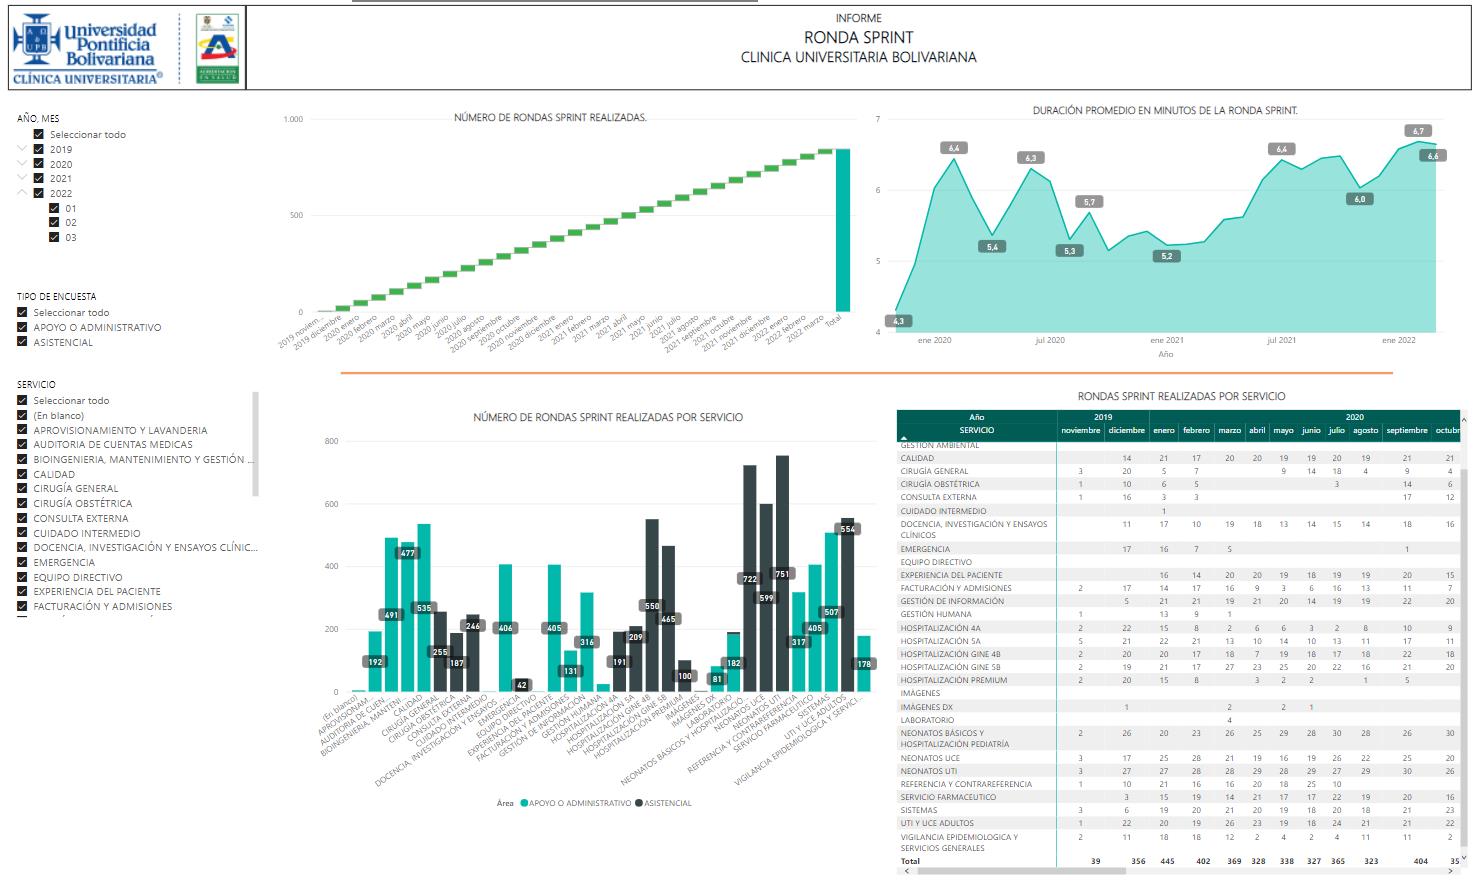 Universidad
Pontificia
Bolivariana
CLÍNICA UNIVERSITARIA®
INFORME
RONDA SPRINT
CLINICA UNIVERSITARIA BOLIVARIANA
AÑO, MES
Seleccionar todo
2019
2020
2021
2022
01
02
03
TIPO DE ENCUESTA
Seleccionar todo
APOYO O ADMINISTRATIVO
ASISTENCIAL
SERVICIO
Seleccionar todo
(En blanco)
APROVISIONAMIENTO Y LAVANDERIA
AUDITORIA DE CUENTAS MEDICAS
BIOINGENIERIA, MANTENIMIENTO Y GESTIÓN ...
CALIDAD
CIRUGÍA GENERAL
CIRUGÍA OBSTÉTRICA
CONSULTA EXTERNA
CUIDADO INTERMEDIO
DOCENCIA, INVESTIGACIÓN Y ENSAYOS CLÍNIC...
EMERGENCIA
EQUIPO DIRECTIVO
EXPERIENCIA DEL PACIENTE
FACTURACIÓN Y ADMISIONES
NÚMERO DE RONDAS SPRINT REALIZADAS.
1.000
500
0
2019 noviem...
2019 diciembre
2020 enero
2020 febrero
2020 marzo
2020 abril
2020 mayo
2020 junio
2020 julio
2020 agosto
2020 septiembre
2020 octubre
2020 noviembre
2020 diciembre
2021 enero
2021 febrero
2021 marzo
2021 abril
2021 mayo
2021 junio
2021 julio
2021 agosto
2021 septiembre
2021 octubre
2021 noviembre
2021 diciembre
2022 enero
2022 febrero
2022 marzo
Total
DURACIÓN PROMEDIO EN MINUTOS DE LA RONDA SPRINT.
7
6
5
4
4,3
6,4
5,4
6,3
5,3
5,7
5,2
6,4
6,0
6,7
6,6
ene 2020
jul 2020
ene 2021
jul 2021
ene 2022
Año
NÚMERO DE RONDAS SPRINT REALIZADAS POR SERVICIO
800
600
400
200
0
192
491
477
535
255
187
246
406
42
405
131
316
191
209
550
465
100
81
182
722
599
751
317
405
507
554
178
(En blanco)
APROVISIONAM...
AUDITORIA DE CUEN...
BIOINGENIERIA, MANTENI...
CALIDAD
CIRUGÍA GENERAL
CIRUGÍA OBSTÉTRICA
CONSULTA EXTERNA
CUIDADO INTERMEDIO
DOCENCIA, INVESTIGACIÓN Y ENSAYOS ...
EMERGENCIA
EQUIPO DIRECTIVO
EXPERIENCIA DEL PACIENTE
FACTURACIÓN Y ADMISIONES
GESTIÓN DE INFORMACIÓN
GESTIÓN HUMANA
HOSPITALIZACIÓN 4A
HOSPITALIZACIÓN 5A
HOSPITALIZACIÓN GINE 4B
HOSPITALIZACIÓN GINE 5B
HOSPITALIZACIÓN PREMIUM
IMÁGENES
IMÁGENES DX
LABORATORIO
NEONATOS BÁSICOS Y HOSPITALIZACIÓ...
NEONATOS UCE
NEONATOS UTI
REFERENCIA Y CONTRAREFERENCIA
SERVICIO FARMACEUTICO
SISTEMAS
UTI Y UCE ADULTOS
VIGILANCIA EPIDEMIOLOGICA Y SERVICI...
Área APOYO O ADMINISTRATIVO ASISTENCIAL
RONDAS SPRINT REALIZADAS POR SERVICIO
Año 2019 2020
SERVICIO noviembre diciembre enero febrero marzo abril mayo junio julio agosto septiembre octubr
GESTIÓN AMBIENTAL
CALIDAD 14 21 17 20 20 19 19 20 19 21 21
CIRUGÍA GENERAL 3 20 5 7 9 14 18 4 9 4
CIRUGÍA OBSTÉTRICA 1 10 6 5 3 14 6
CONSULTA EXTERNA 1 16 3 3 17 12
CUIDADO INTERMEDIO 1
DOCENCIA, INVESTIGACIÓN Y ENSAYOS 11 17 10 19 18 13 14 15 14 18 16
CLÍNICOS
EMERGENCIA 17 16 7 5 1
EQUIPO DIRECTIVO
EXPERIENCIA DEL PACIENTE 16 14 20 20 19 18 19 19 20 15
FACTURACIÓN Y ADMISIONES 2 17 14 17 16 9 3 6 16 13 11 7
GESTIÓN DE INFORMACIÓN 5 21 21 19 21 20 14 19 19 22 20
GESTIÓN HUMANA 1 13 9 1
HOSPITALIZACIÓN 4A 2 22 15 8 2 6 6 3 2 8 10 9
HOSPITALIZACIÓN 5A 5 21 22 21 13 10 14 10 13 11 17 11
HOSPITALIZACIÓN GINE 4B 2 20 20 17 18 7 19 18 17 18 22 18
HOSPITALIZACIÓN GINE 5B 2 19 21 17 27 23 25 20 22 16 21 20
HOSPITALIZACIÓN PREMIUM 2 20 15 8 3 2 2 1 5
IMÁGENES
IMÁGENES DX 1 2 2 1
LABORATORIO 4
NEONATOS BÁSICOS Y 2 26 20 23 26 25 29 28 30 28 26 30
HOSPITALIZACIÓN PEDIATRÍA
NEONATOS UCE 3 17 25 28 21 19 16 19 26 22 25 20
NEONATOS UTI 3 27 27 28 28 29 28 29 27 29 30 26
REFERENCIA Y CONTRAREFERENCIA 1 10 21 16 16 20 18 25 10
SERVICIO FARMACEUTICO 3 15 19 14 21 17 17 22 19 20 16
SISTEMAS 3 6 19 20 21 20 19 18 20 18 21 23
UTI Y UCE ADULTOS 1 22 20 19 26 23 19 18 24 21 21 22
VIGILANCIA EPIDEMIOLOGICA Y 2 11 18 18 12 2 4 2 4 11 11 2
SERVICIOS GENERALES
Total 39 356 445 402 369 328 338 327 365 323 404 35